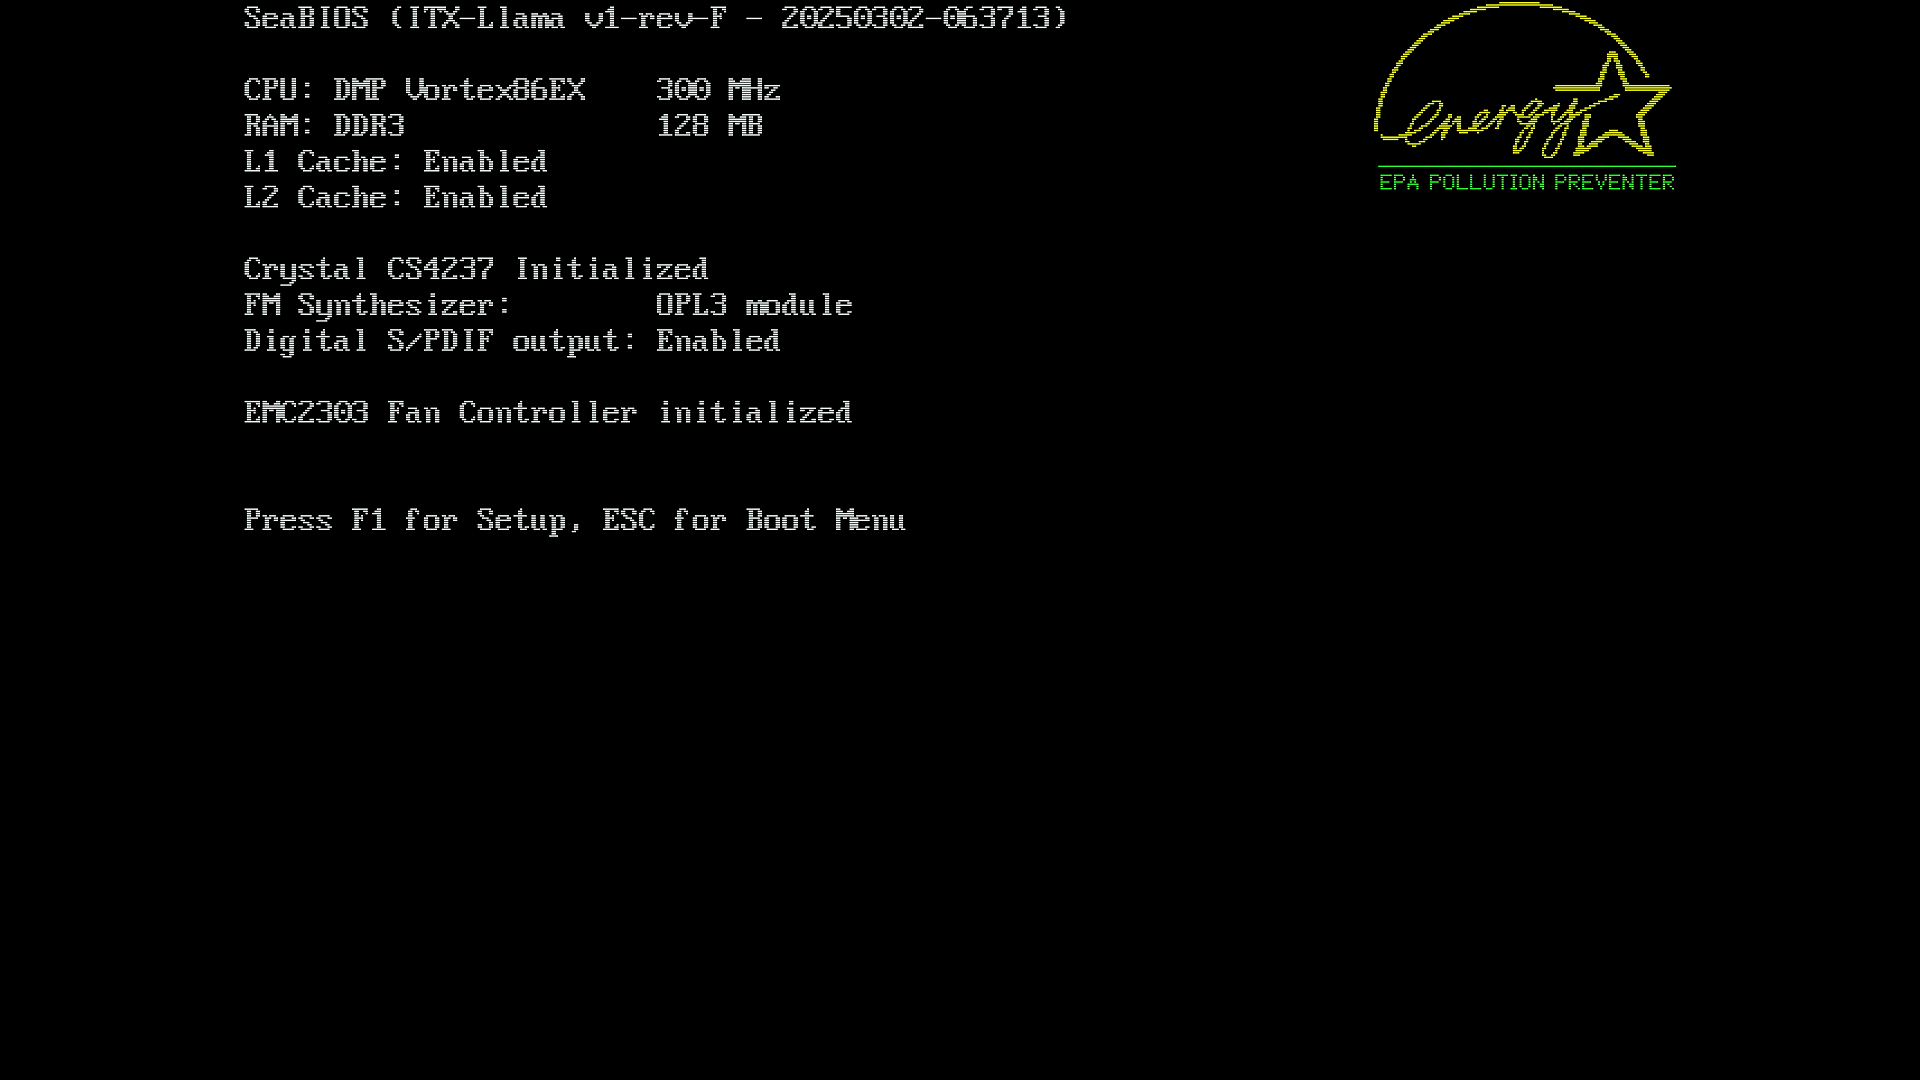 SeaBIOS (ITX-Llama v1-rev-F - 20250302-063713)
energy
EPA POLLUTION PREVENTER
CPU: DMP Vortex86EX 300 MHz
RAM: DDR3 128 MB
L1 Cache: Enabled
L2 Cache: Enabled
Crystal CS4237 Initialized
FM Synthesizer: OPL3 module
Digital S/PDIF output: Enabled
EMC2303 Fan Controller initialized
Press F1 for Setup, ESC for Boot Menu